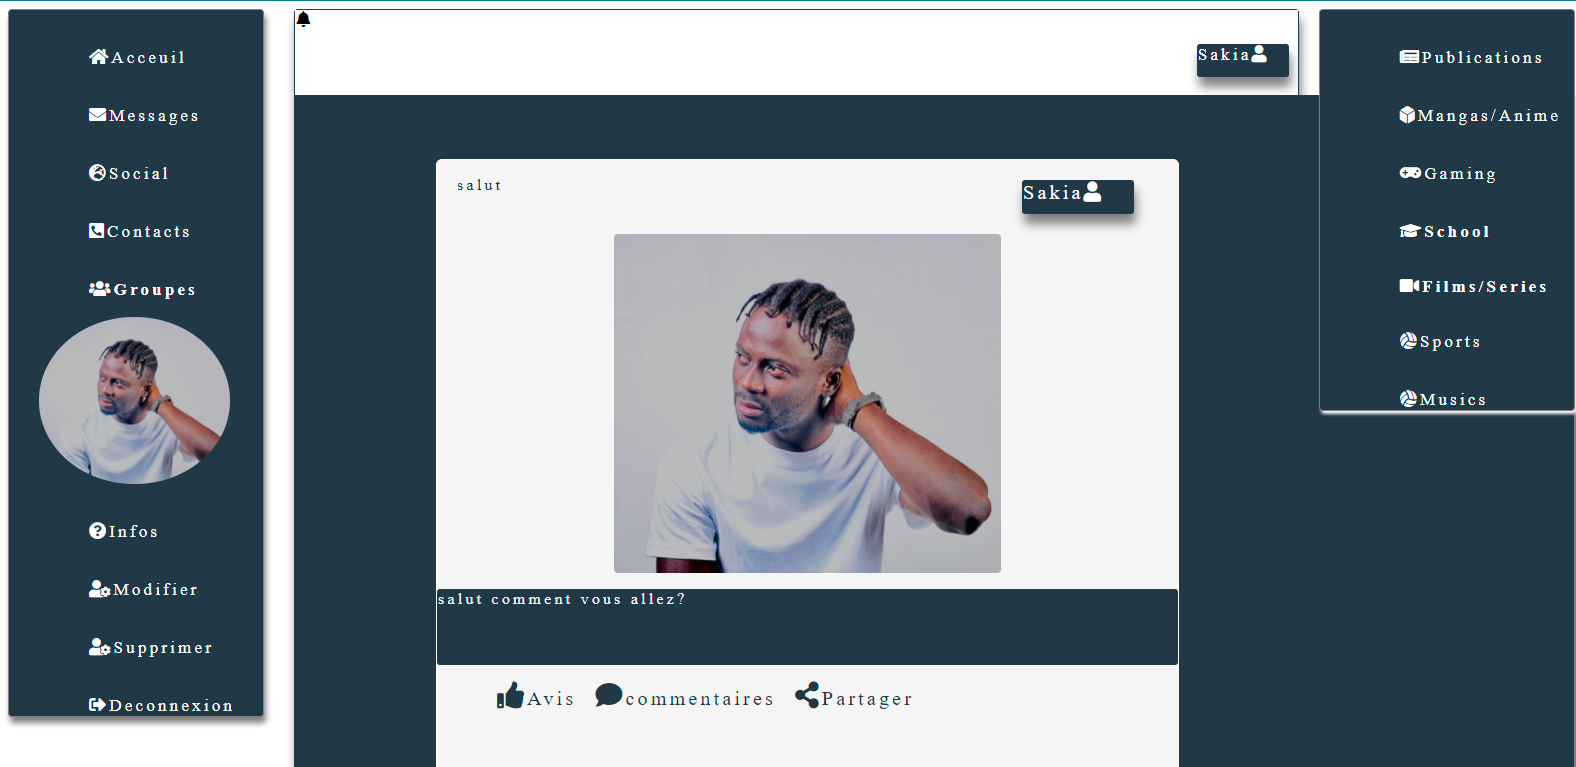 Acceuil
Messages
Social
Contacts
Groupes
Infos
Modifier
Supprimer
Deconnexion
Sakia
salut
Sakia
salut comment vous allez?
Avis commentaires Partager
Publications
Mangas/Anime
Gaming
School
Films/Series
Sports
Musics